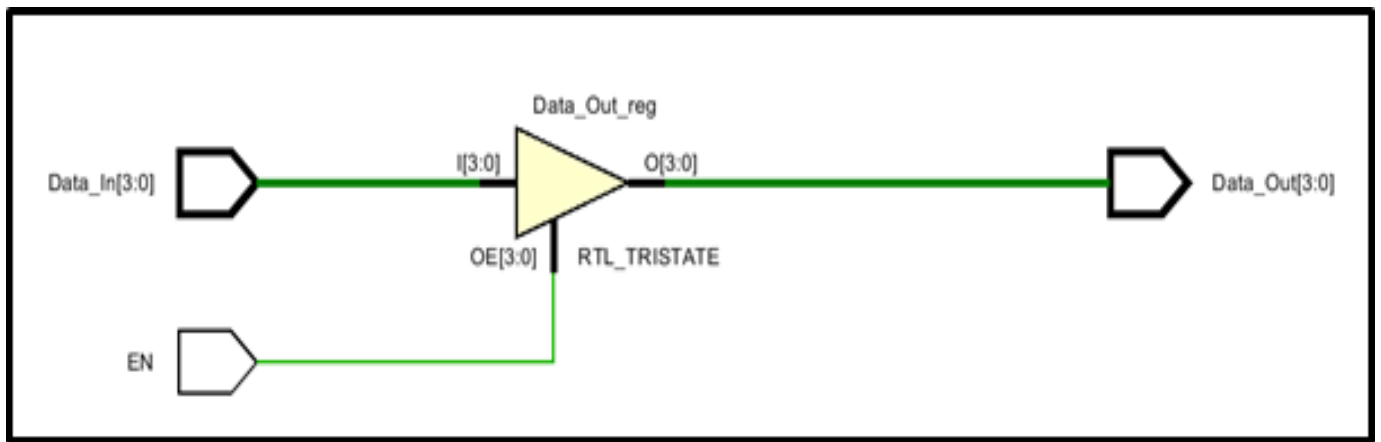 Data_Out_reg
Data_In[3:0]
I[3:0]
O[3:0]
Data_Out[3:0]
OE[3:0]
RTL_TRISTATE
EN